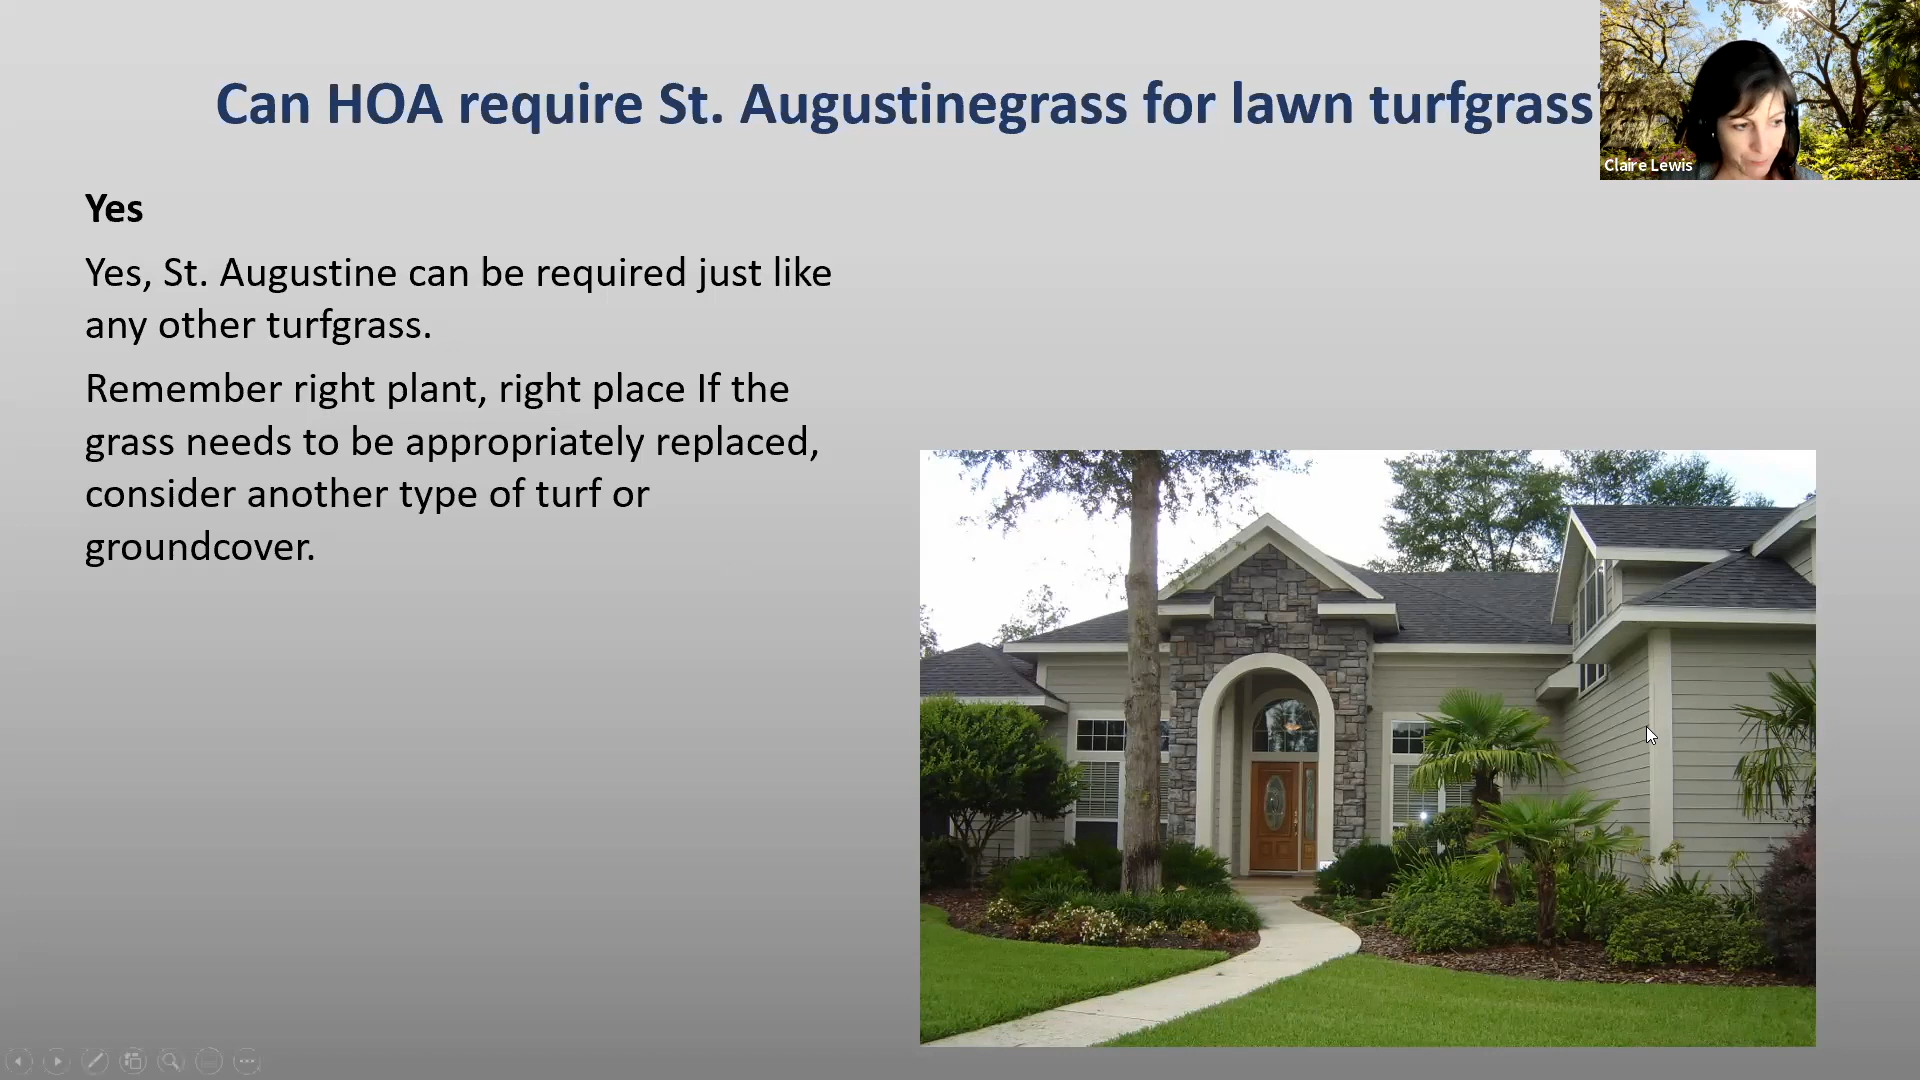 Can HOA require St. Augustinegrass for lawn turfgrass
Claire Lewis
Yes
Yes, St. Augustine can be required just like
any other turfgrass.
Remember right plant, right place If the
grass needs to be appropriately replaced,
consider another type of turf or
groundcover.